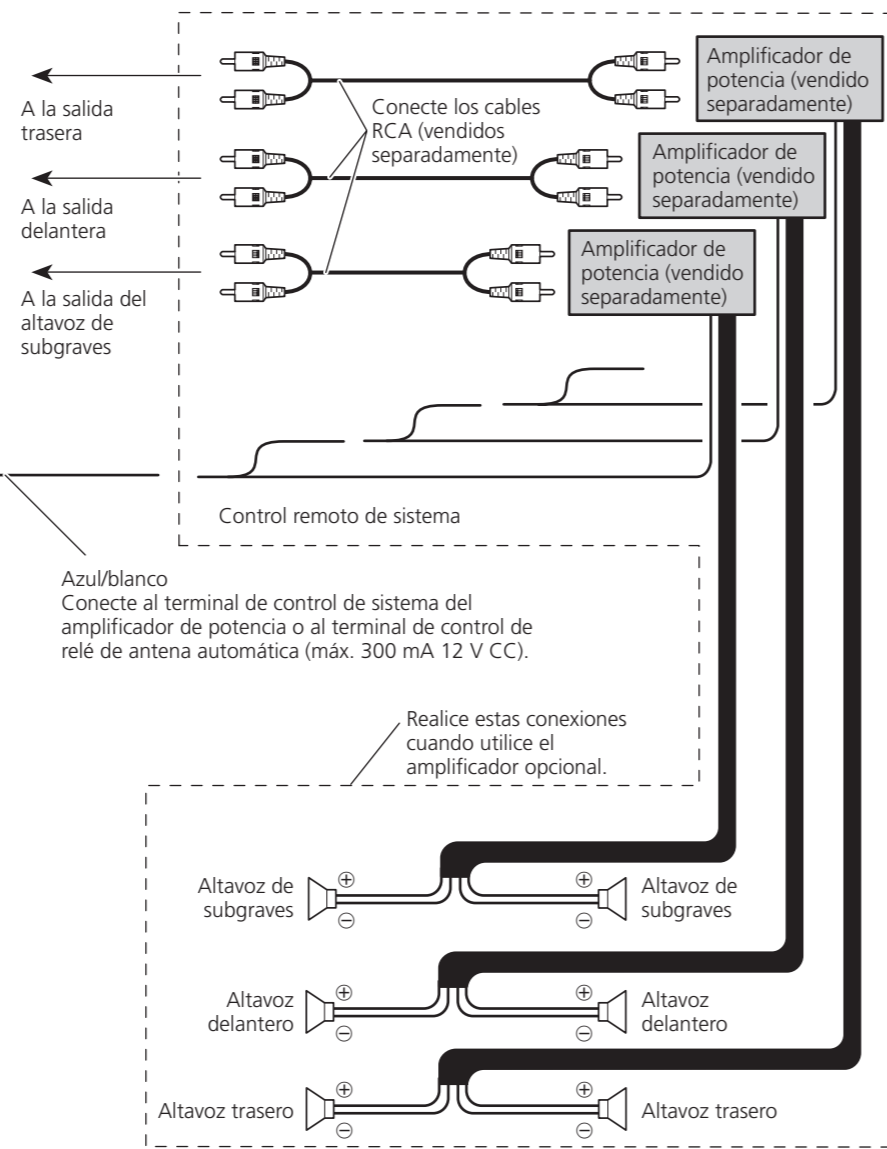 Amplificador de
potencia (vendido
separadamente)
A la salida
trasera
Conecte los cables
RCA (vendidos
separadamente)
Amplificador de
potencia (vendido
separadamente)
A la salida
delantera
Amplificador de
potencia (vendido
separadamente)
A la salida del
altavoz de
subgraves
Control remoto de sistema
Azul/blanco
Conecte al terminal de control de sistema del
amplificador de potencia o al terminal de control de
relé de antena automática (máx. 300 mA 12 V CC).
Realice estas conexiones
cuando utilice el
amplificador opcional.
Altavoz de
subgraves
⊕
⊖
⊕
⊖
Altavoz de
subgraves
Altavoz
delantero
⊕
⊖
⊕
⊖
Altavoz
delantero
Altavoz trasero
⊕
⊖
⊕
⊖
Altavoz trasero